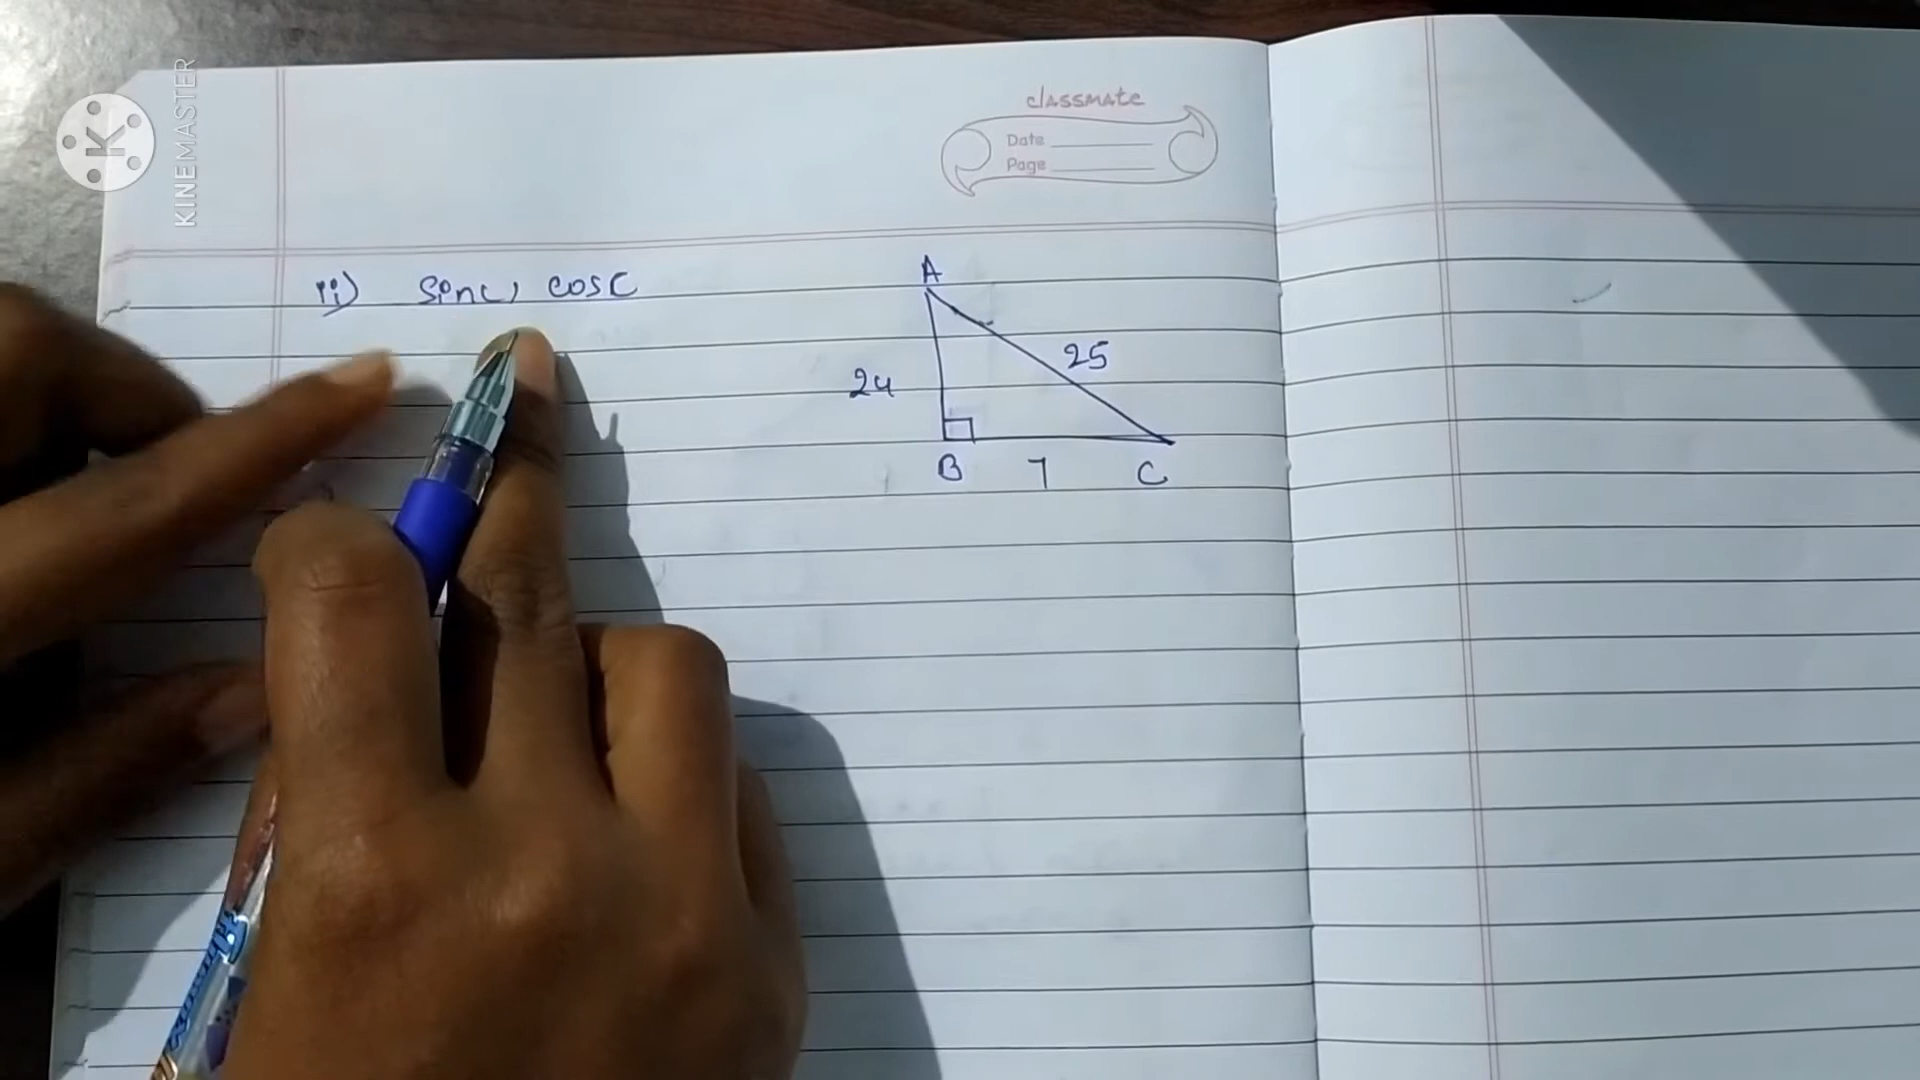 KINEMASTER
classmate
Date
Page
ii) sinc, cosC
A
24
25
B 7 C